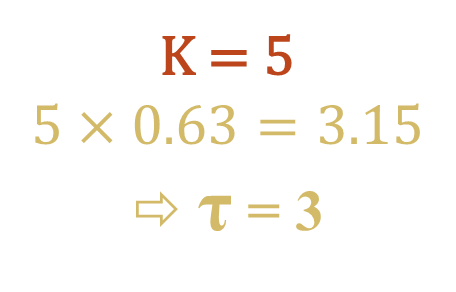 K = 5
5 × 0.63 = 3.15
⇨ τ = 3